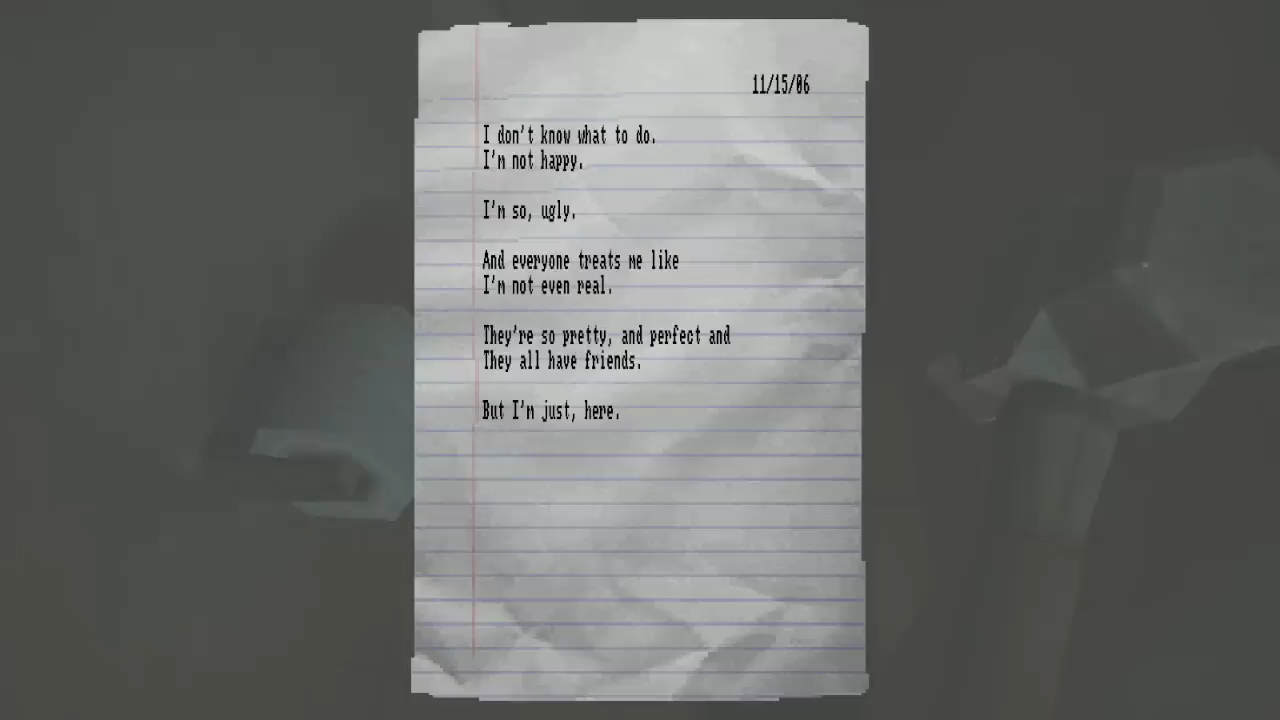 11/15/06
I don't know what to do.
I'm not happy.
I'm so, ugly.
And everyone treats me like
I'm not even real.
They're so pretty, and perfect and
They all have friends.
But I'm just, here.